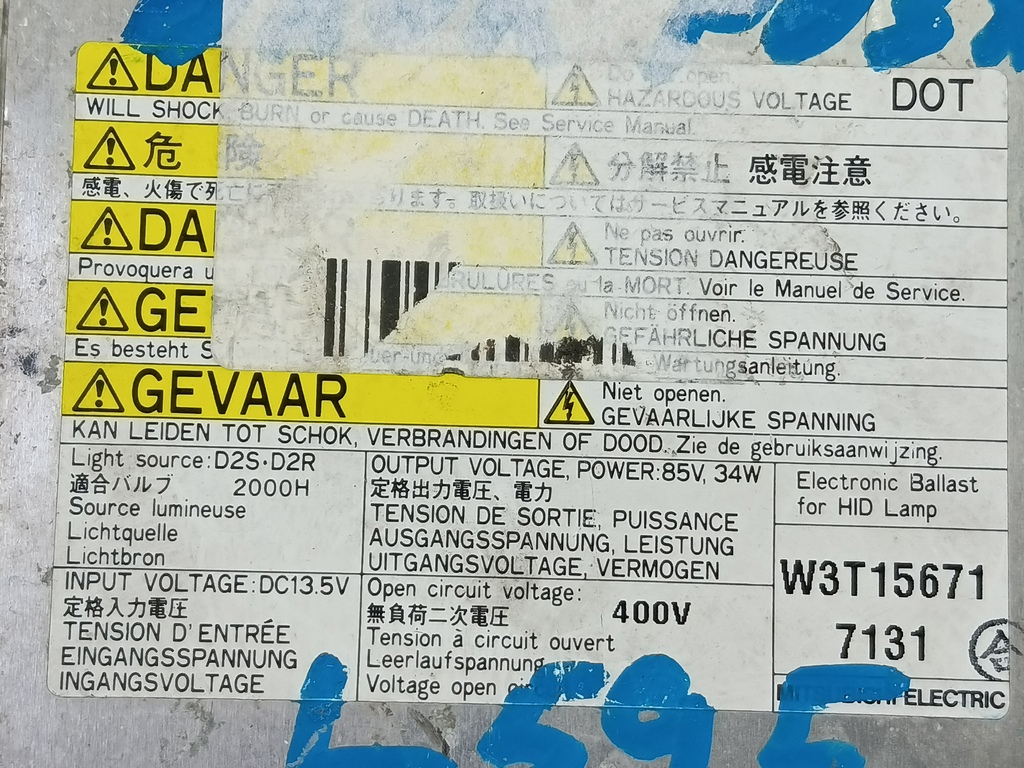 DANGER
Do not open.
HAZARDOUS VOLTAGE DOT
WILL SHOCK, BURN or cause DEATH. See Service Manual.
危険
分解禁止 感電注意
感電、火傷で死亡に
ります。取扱いについてはサービスマニュアルを参照ください。
DA
Ne pas ouvrir.
TENSION DANGEREUSE
Provoquera
BRULURES ou la MORT. Voir le Manuel de Service.
GE
Nicht öffnen.
GEFÄHRLICHE SPANNUNG
Es besteht
Wartungsanleitung.
GEVAAR
Niet openen.
GEVAARLIJKE SPANNING
KAN LEIDEN TOT SCHOK, VERBRANDINGEN OF DOOD. Zie de gebruiksaanwijzing.
Light source:D2S·D2R
適合バルブ 2000H
Source lumineuse
Lichtquelle
Lichtbron
OUTPUT VOLTAGE, POWER:85V, 34W
定格出力電圧、電力
TENSION DE SORTIE, PUISSANCE
AUSGANGSSPANNUNG, LEISTUNG
UITGANGSVOLTAGE, VERMOGEN
Electronic Ballast
for HID Lamp
INPUT VOLTAGE:DC13.5V
定格入力電圧
TENSION D'ENTRÉE
EINGANGSSPANNUNG
INGANGSVOLTAGE
Open circuit voltage:
無負荷二次電圧 400V
Tension à circuit ouvert
Leerlaufspannung
Voltage open
W3T15671
7131
MITSUBISHI ELECTRIC
L595